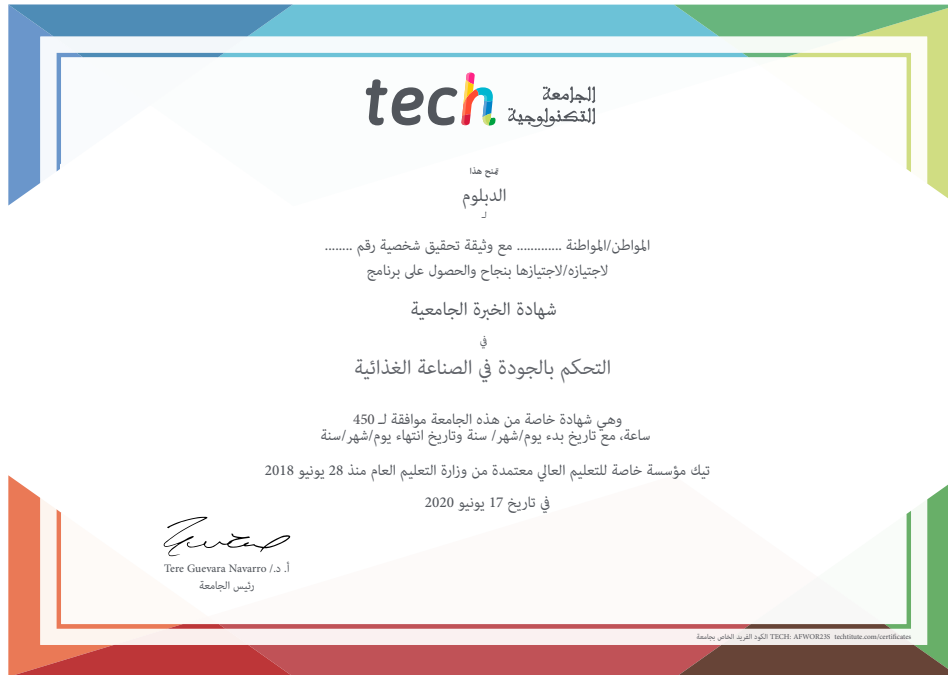 tech الجامعة
التكنولوجية
تمنح هذا
الدبلوم
لـ
المواطن/المواطنة ............. مع وثيقة تحقيق شخصية رقم ........
لاجتيازه/لاجتيازها بنجاح والحصول على برنامج
شهادة الخبرة الجامعية
في
التحكم بالجودة في الصناعة الغذائية
وهي شهادة خاصة من هذه الجامعة موافقة لـ 450
ساعة، مع تاريخ بدء يوم/شهر/ سنة وتاريخ انتهاء يوم/شهر/سنة
تيك مؤسسة خاصة للتعليم العالي معتمدة من وزارة التعليم العام منذ 28 يونيو 2018
في تاريخ 17 يونيو 2020
أ. د./ Tere Guevara Navarro
رئيس الجامعة
الكود الفريد الخاص بجامعة TECH: AFWOR23S techtitute.com/certificates